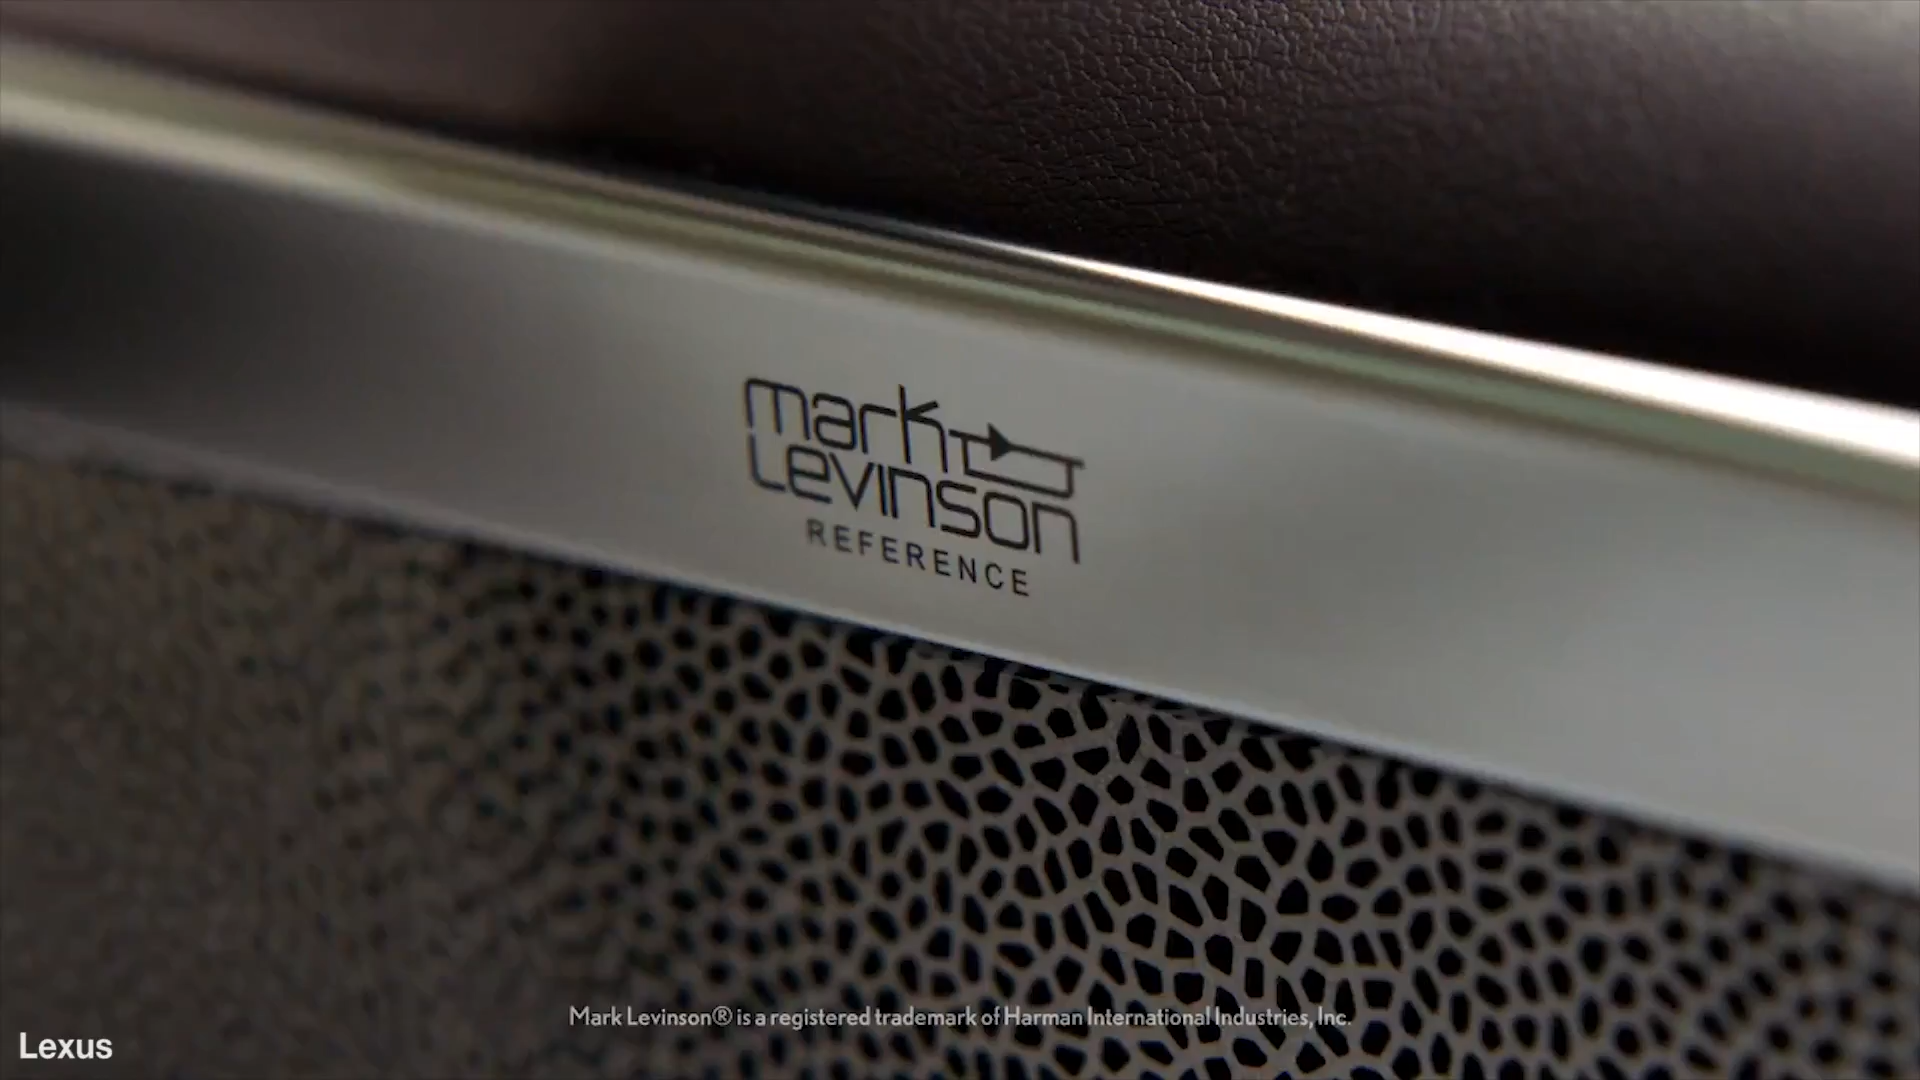 mark
Levinson
REFERENCE
Mark Levinson® is a registered trademark of Harman International Industries, Inc.
Lexus